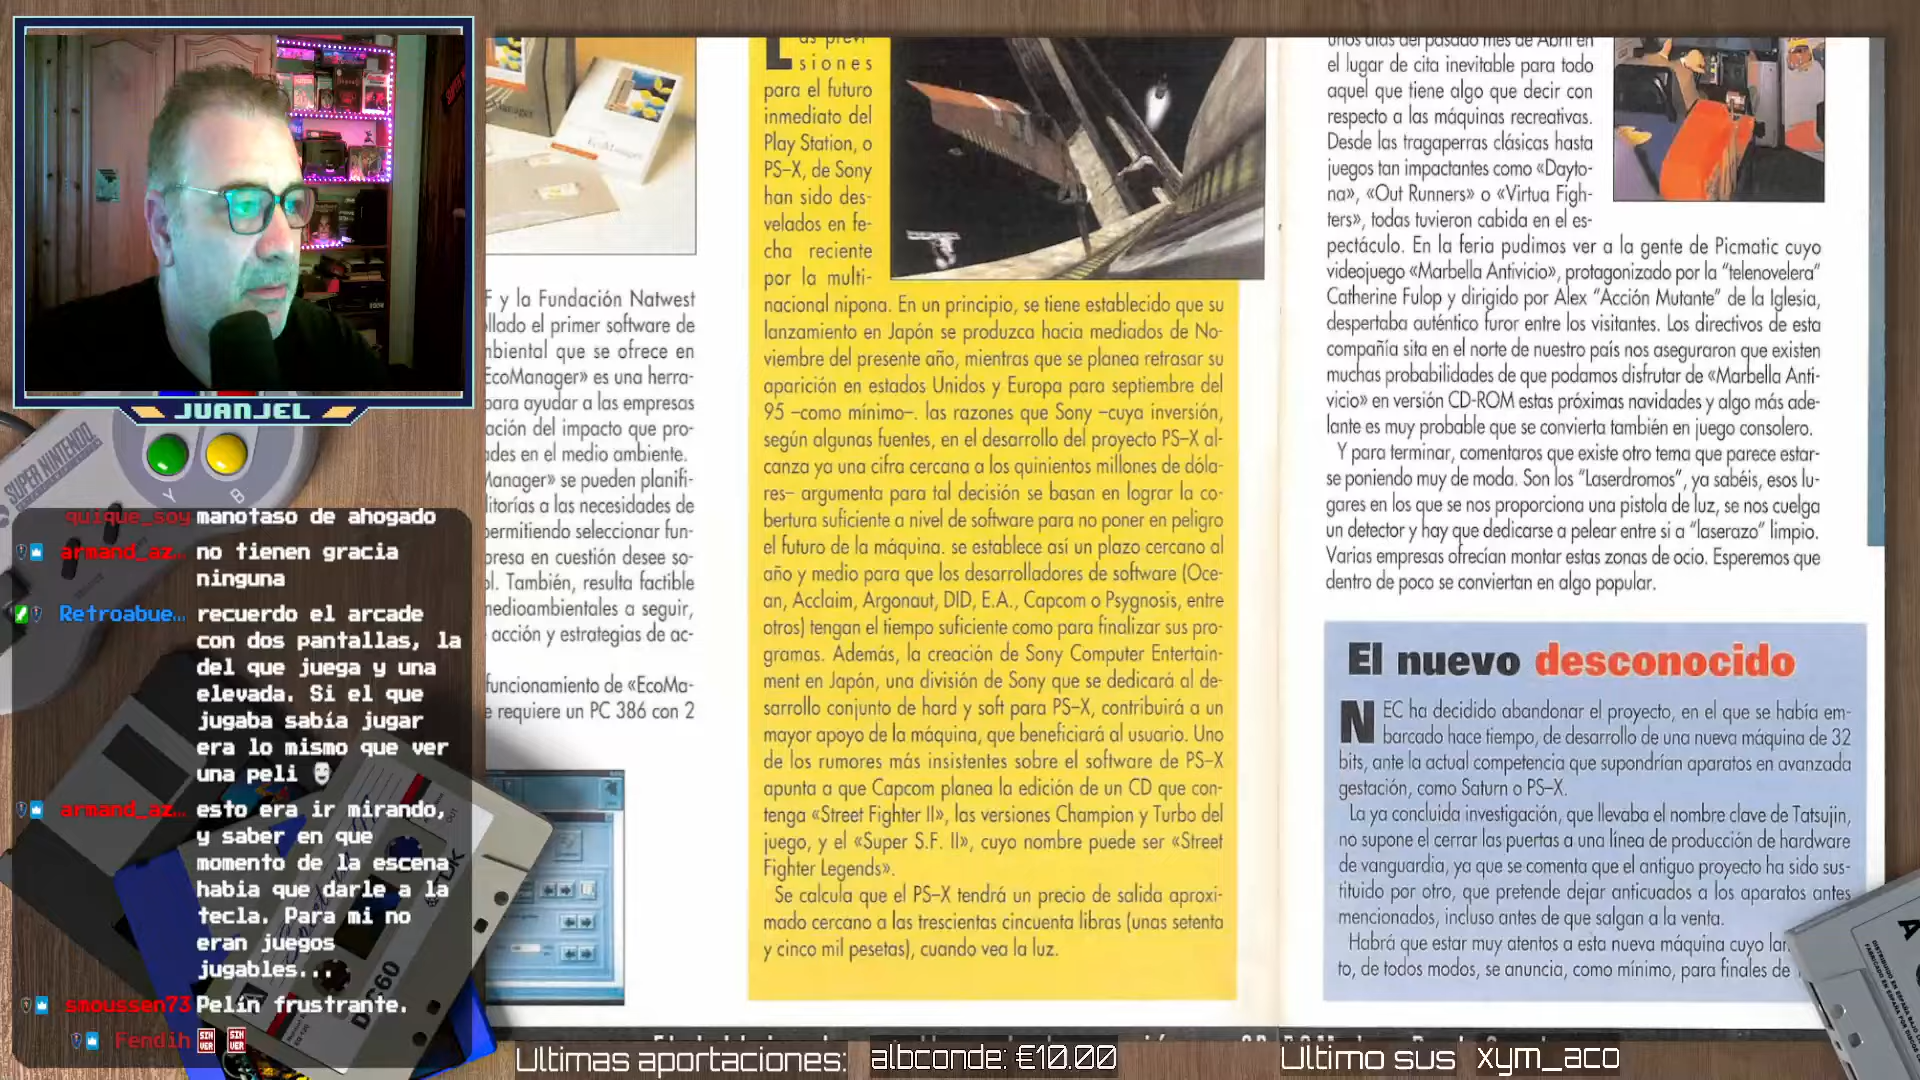 JUANJEL
SUPER NINTENDO
Y
B
quique_soy manotaso de ahogado
armand_az... no tienen gracia
ninguna
Retroabue... recuerdo el arcade
con dos pantallas, la
del que juega y una
elevada. Si el que
jugaba sabía jugar
era lo mismo que ver
una peli
armand_az... esto era ir mirando,
y saber en que
momento de la escena
habia que darle a la
tecla. Para mi no
eran juegos
jugables...
smoussen73 Pelín frustrante.
Fendih SIN VER SIN VER
DC60
Manager
EcoManager
F y la Fundación Natwest
llado el primer software de
mbiental que se ofrece en
EcoManager» es una herra-
para ayudar a las empresas
ación del impacto que pro-
ades en el medio ambiente.
Manager» se pueden planifi-
litorías a las necesidades de
permitiendo seleccionar fun-
presa en cuestión desee so-
ol. También, resulta factible
medioambientales a seguir,
acción y estrategias de ac-
funcionamiento de «EcoMa-
e requiere un PC 386 con 2
Las previ-
siones
para el futuro
inmediato del
Play Station, o
PS-X, de Sony
han sido des-
velados en fe-
cha reciente
por la multi-
nacional nipona. En un principio, se tiene establecido que su
lanzamiento en Japón se produzca hacia mediados de No-
viembre del presente año, mientras que se planea retrasar su
aparición en estados Unidos y Europa para septiembre del
95 –como mínimo–. las razones que Sony –cuya inversión,
según algunas fuentes, en el desarrollo del proyecto PS–X al-
canza ya una cifra cercana a los quinientos millones de dóla-
res– argumenta para tal decisión se basan en lograr la co-
bertura suficiente a nivel de software para no poner en peligro
el futuro de la máquina. se establece así un plazo cercano al
año y medio para que los desarrolladores de software (Oce-
an, Acclaim, Argonaut, DID, E.A., Capcom o Psygnosis, entre
otros) tengan el tiempo suficiente como para finalizar sus pro-
gramas. Además, la creación de Sony Computer Entertain-
ment en Japón, una división de Sony que se dedicará al de-
sarrollo conjunto de hard y soft para PS–X, contribuirá a un
mayor apoyo de la máquina, que beneficiará al usuario. Uno
de los rumores más insistentes sobre el software de PS–X
apunta a que Capcom planea la edición de un CD que con-
tenga «Street Fighter II», las versiones Champion y Turbo del
juego, y el «Super S.F. II», cuyo nombre puede ser «Street
Fighter Legends».
Se calcula que el PS–X tendrá un precio de salida aproxi-
mado cercano a las trescientas cincuenta libras (unas setenta
y cinco mil pesetas), cuando vea la luz.
unos días del pasado mes de Abril en
el lugar de cita inevitable para todo
aquel que tiene algo que decir con
respecto a las máquinas recreativas.
Desde las tragaperras clásicas hasta
juegos tan impactantes como «Dayto-
na», «Out Runners» o «Virtua Figh-
ters», todas tuvieron cabida en el es-
pectáculo. En la feria pudimos ver a la gente de Picmatic cuyo
videojuego «Marbella Antivicio», protagonizado por la "telenovelera"
Catherine Fulop y dirigido por Alex "Acción Mutante" de la Iglesia,
despertaba auténtico furor entre los visitantes. Los directivos de esta
compañía sita en el norte de nuestro país nos aseguraron que existen
muchas probabilidades de que podamos disfrutar de «Marbella Anti-
vicio» en versión CD-ROM estas próximas navidades y algo más ade-
lante es muy probable que se convierta también en juego consolero.
Y para terminar, comentaros que existe otro tema que parece estar-
se poniendo muy de moda. Son los "Laserdromos", ya sabéis, esos lu-
gares en los que se nos proporciona una pistola de luz, se nos cuelga
un detector y hay que dedicarse a pelear entre si a "laserazo" limpio.
Varias empresas ofrecían montar estas zonas de ocio. Esperemos que
dentro de poco se conviertan en algo popular.
El nuevo desconocido
NEC ha decidido abandonar el proyecto, en el que se había em-
barcado hace tiempo, de desarrollo de una nueva máquina de 32
bits, ante la actual competencia que supondrían aparatos en avanzada
gestación, como Saturn o PS-X.
La ya concluida investigación, que llevaba el nombre clave de Tatsujin,
no supone el cerrar las puertas a una línea de producción de hardware
de vanguardia, ya que se comenta que el antiguo proyecto ha sido sus-
tituido por otro, que pretende dejar anticuados a los aparatos antes
mencionados, incluso antes de que salgan a la venta.
Habrá que estar muy atentos a esta nueva máquina cuyo lan
to, de todos modos, se anuncia, como mínimo, para finales de
Ultimas aportaciones: albconde: €10.00
Ultimo sus xym_aco